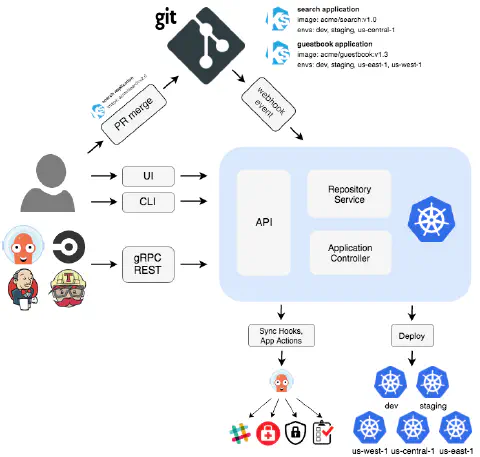 git
search application
image: acme/search:v1.0
envs: dev, staging, us-central-1
guestbook application
image: acme/guestbook:v1.3
envs: dev, staging, us-east-1, us-west-1
search application
image: acme/search:v2.0
PR merge
webhook
event
UI
CLI
gRPC
REST
API
Repository
Service
Application
Controller
Sync Hooks,
App Actions
Deploy
dev
staging
us-west-1
us-central-1
us-east-1